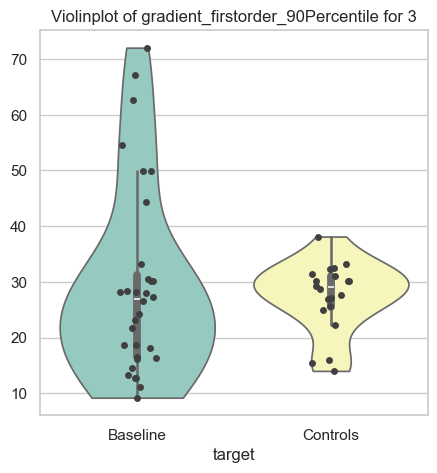 Violinplot of gradient_firstorder_90Percentile for 3
70
60
50
40
30
20
10
Baseline
Controls
target